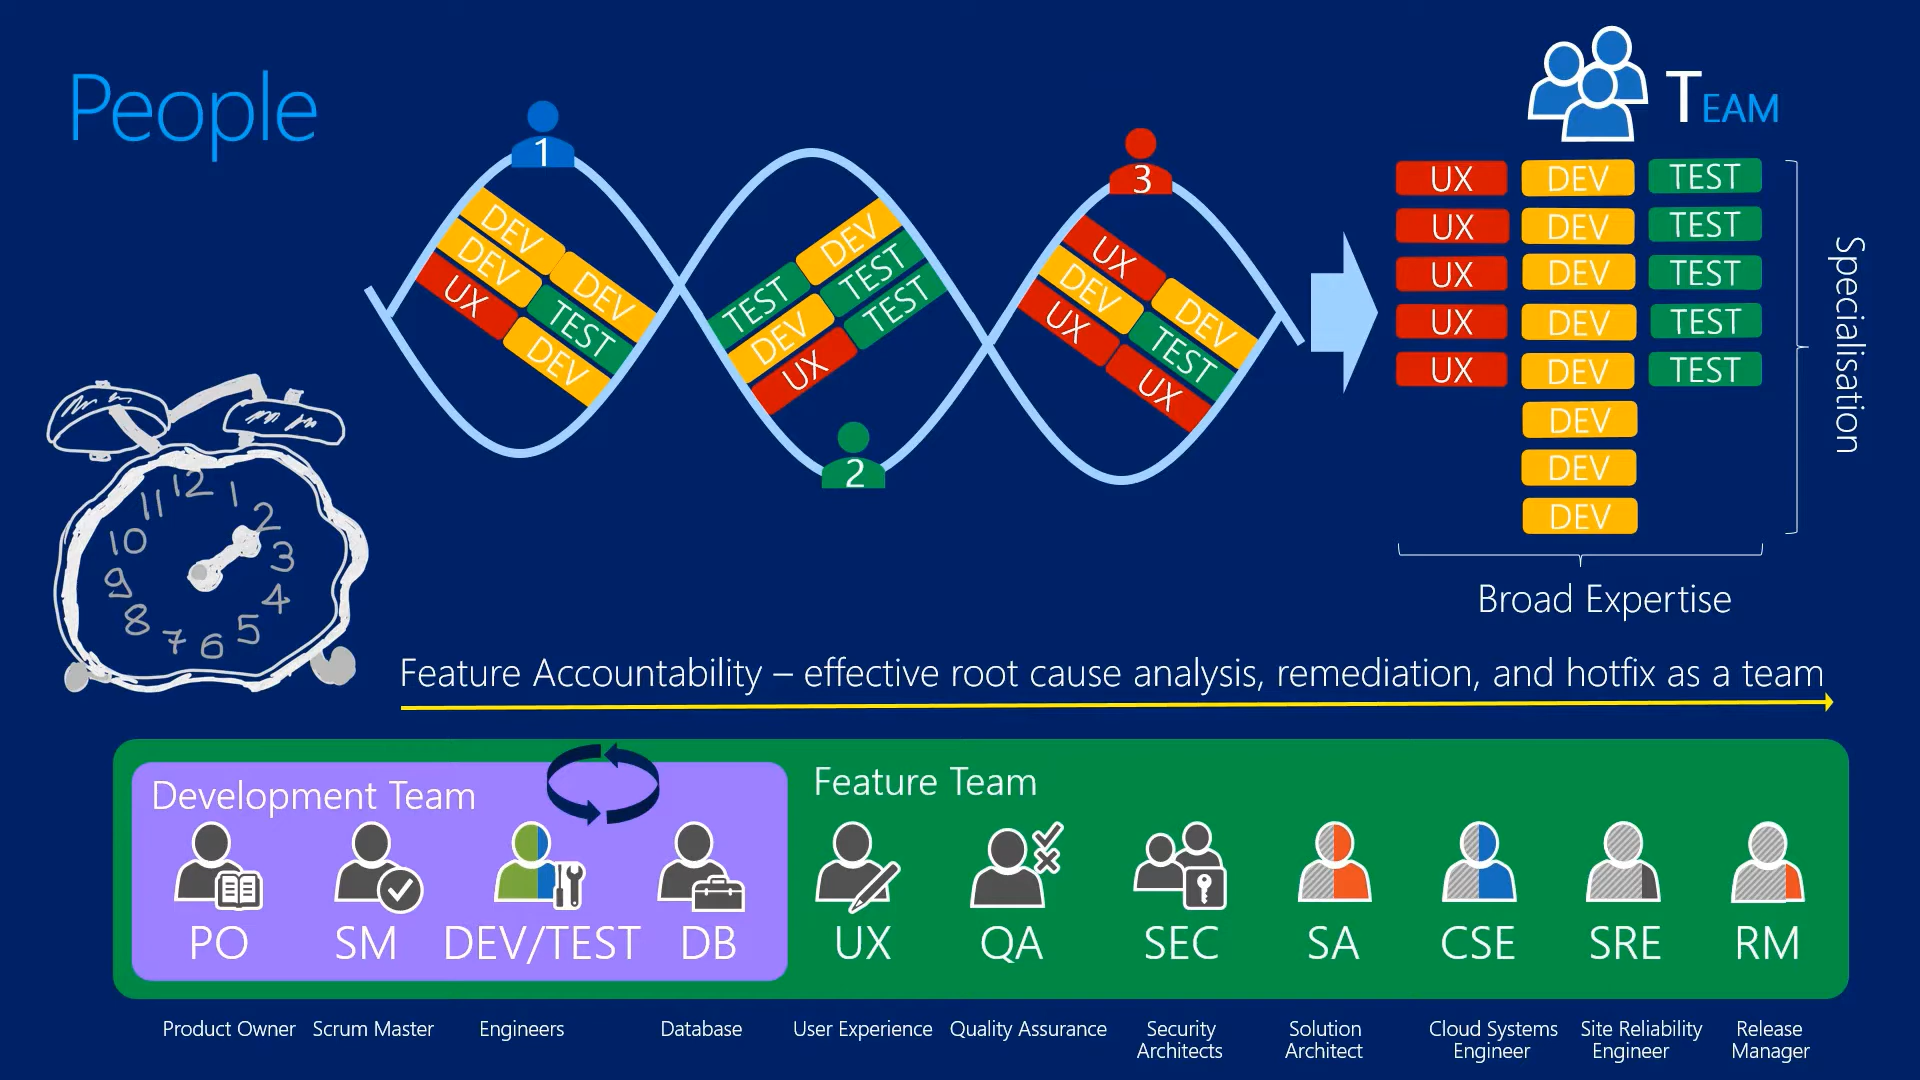 People
TEAM
1
2
3
DEV
DEV
DEV
DEV
TEST
UX
DEV
TEST
DEV
DEV
TEST
UX
TEST
UX
DEV
DEV
TEST
UX
UX
UX DEV TEST
UX DEV TEST
UX DEV TEST
UX DEV TEST
UX DEV TEST
DEV
DEV
DEV
Specialisation
Broad Expertise
12
1
2
3
4
5
6
7
8
9
10
11
Feature Accountability – effective root cause analysis, remediation, and hotfix as a team
Development Team
Feature Team
PO SM DEV/TEST DB UX QA SEC SA CSE SRE RM
Product Owner
Scrum Master
Engineers
Database
User Experience
Quality Assurance
Security
Architects
Solution
Architect
Cloud Systems
Engineer
Site Reliability
Engineer
Release
Manager